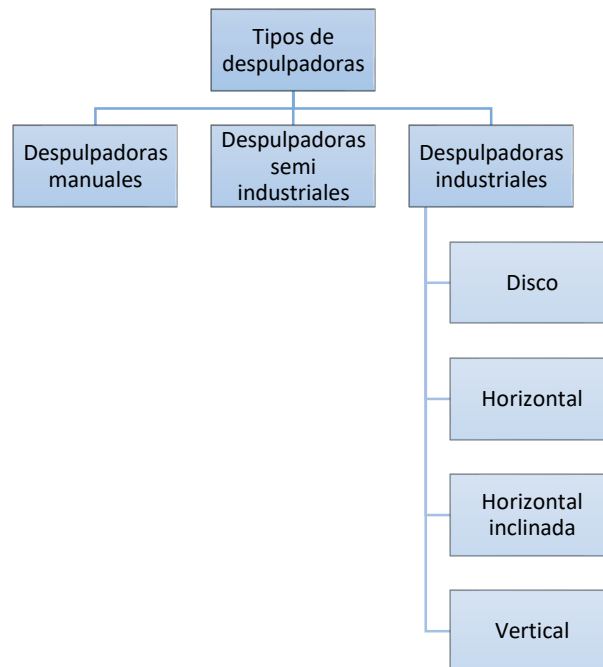 Tipos de
despulpadoras
Despulpadoras
manuales
Despulpadoras
semi
industriales
Despulpadoras
industriales
Disco
Horizontal
Horizontal
inclinada
Vertical